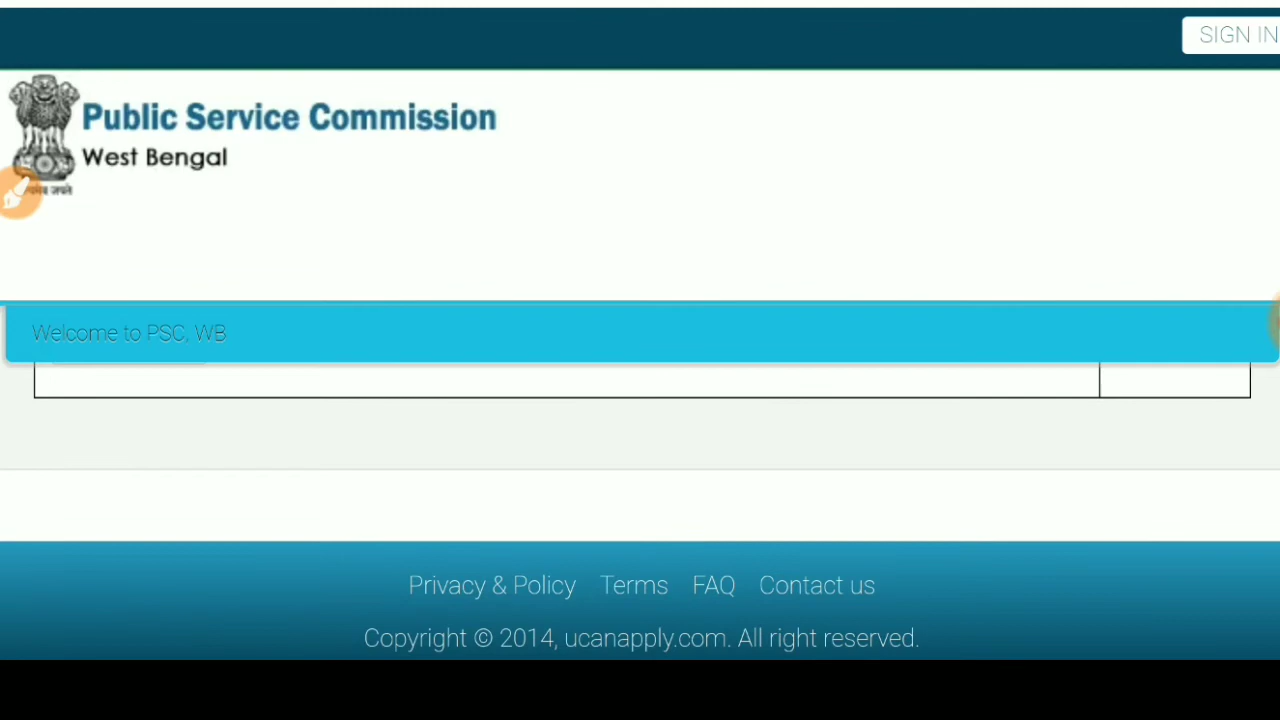 SIGN IN
Public Service Commission
West Bengal
जयते
Welcome to PSC, WB
Privacy & Policy Terms FAQ Contact us
Copyright © 2014, ucanapply.com. All right reserved.